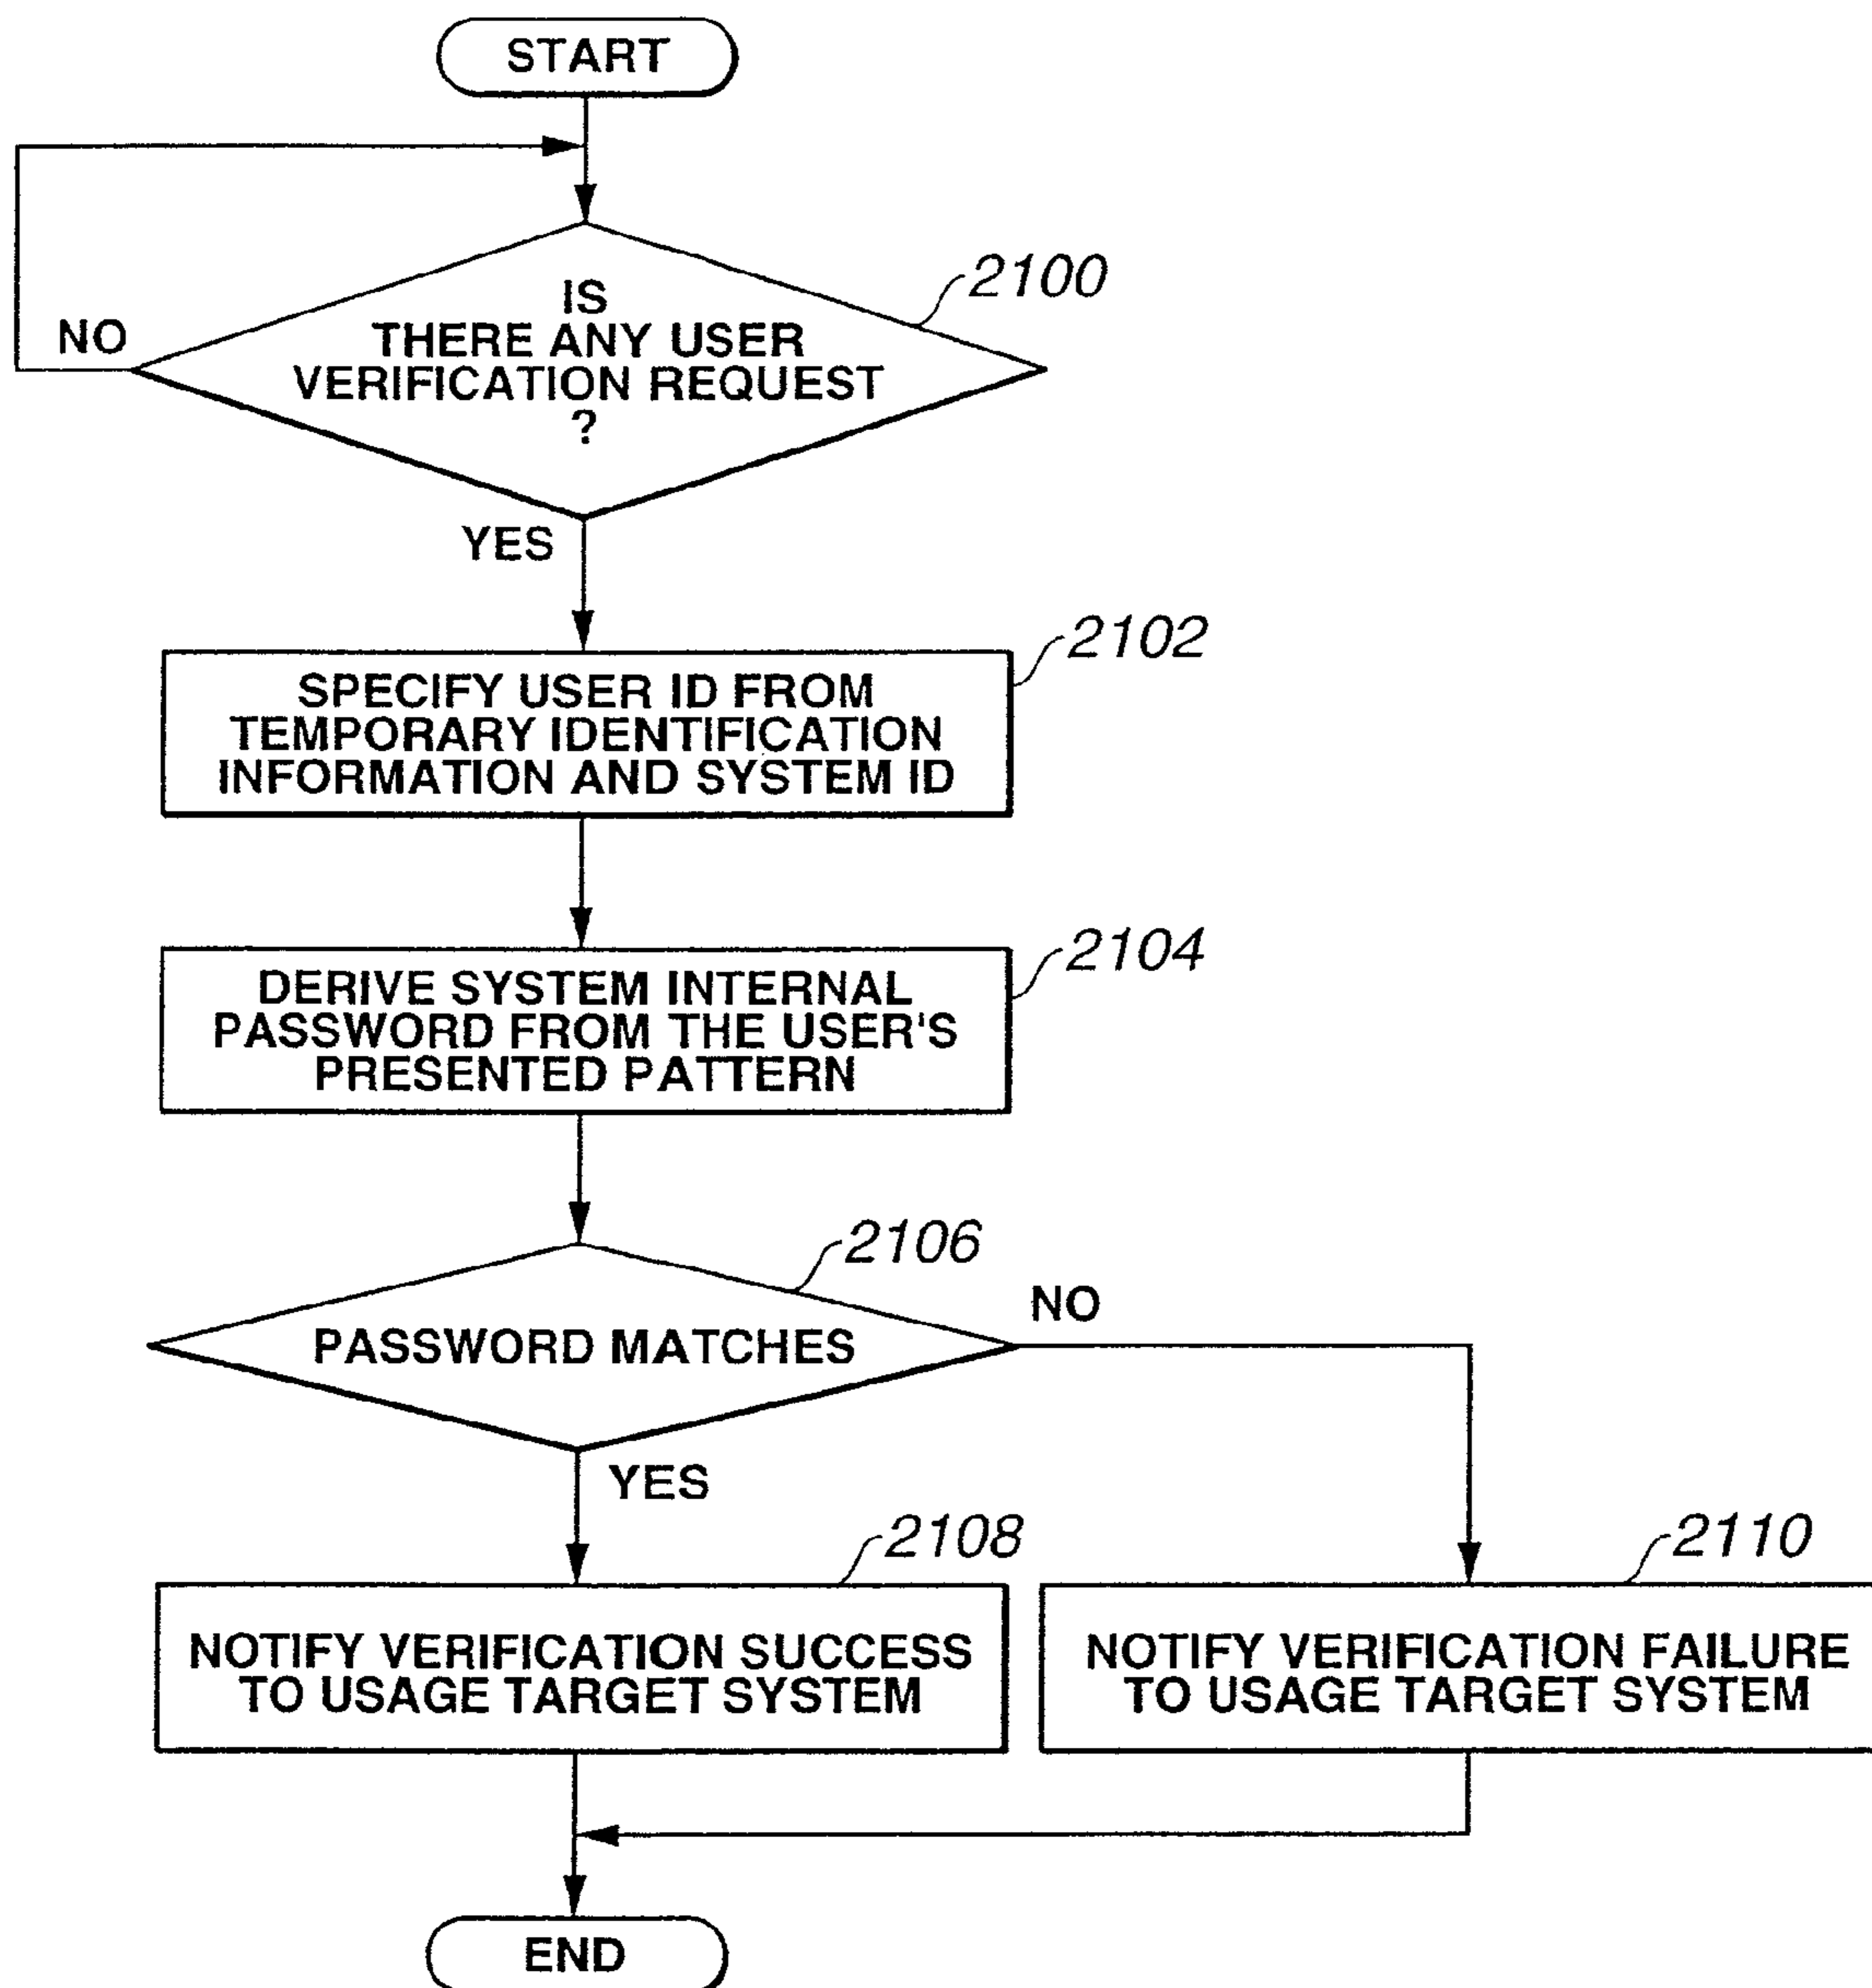 START
2100
IS
THERE ANY USER
VERIFICATION REQUEST
?
NO
YES
2102
SPECIFY USER ID FROM
TEMPORARY IDENTIFICATION
INFORMATION AND SYSTEM ID
2104
DERIVE SYSTEM INTERNAL
PASSWORD FROM THE USER'S
PRESENTED PATTERN
2106
PASSWORD MATCHES
NO
YES
2108
NOTIFY VERIFICATION SUCCESS
TO USAGE TARGET SYSTEM
2110
NOTIFY VERIFICATION FAILURE
TO USAGE TARGET SYSTEM
END